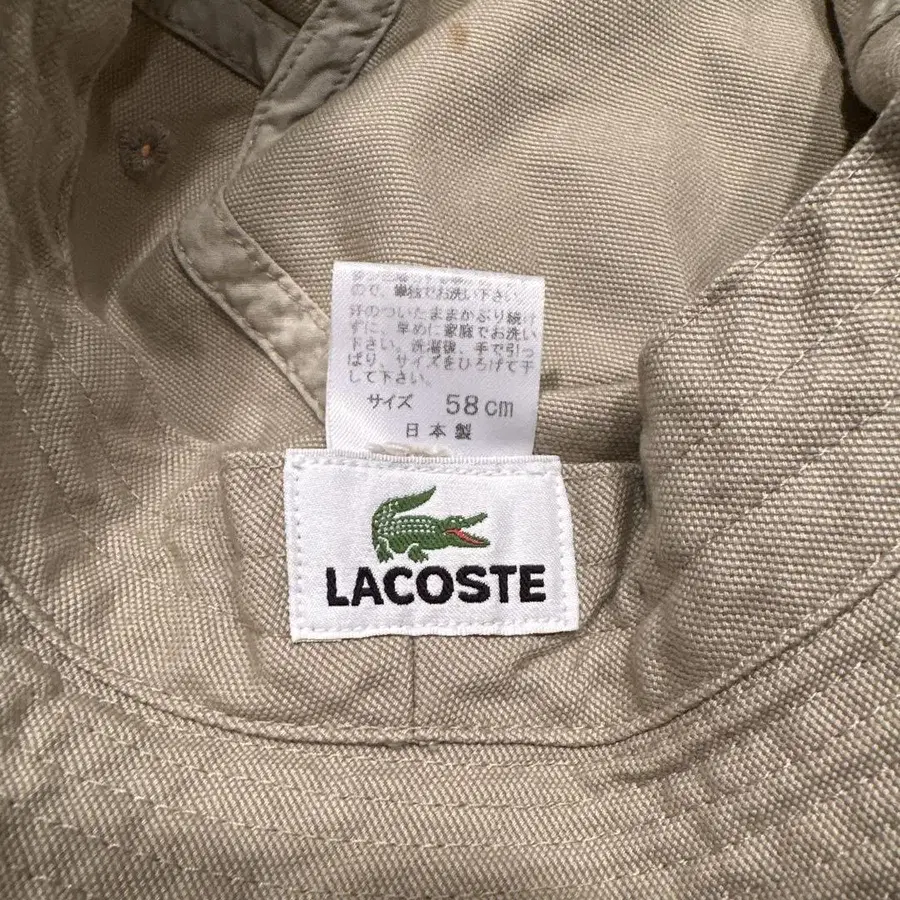 ので、単独でお洗い下さい
汗のついたままかぶり続け
ずに、早めに家庭でお洗い
下さい。洗濯後、手で引っ
ぱり、サイズをひろげて干
して下さい。
サイズ 58cm
日本製
LACOSTE